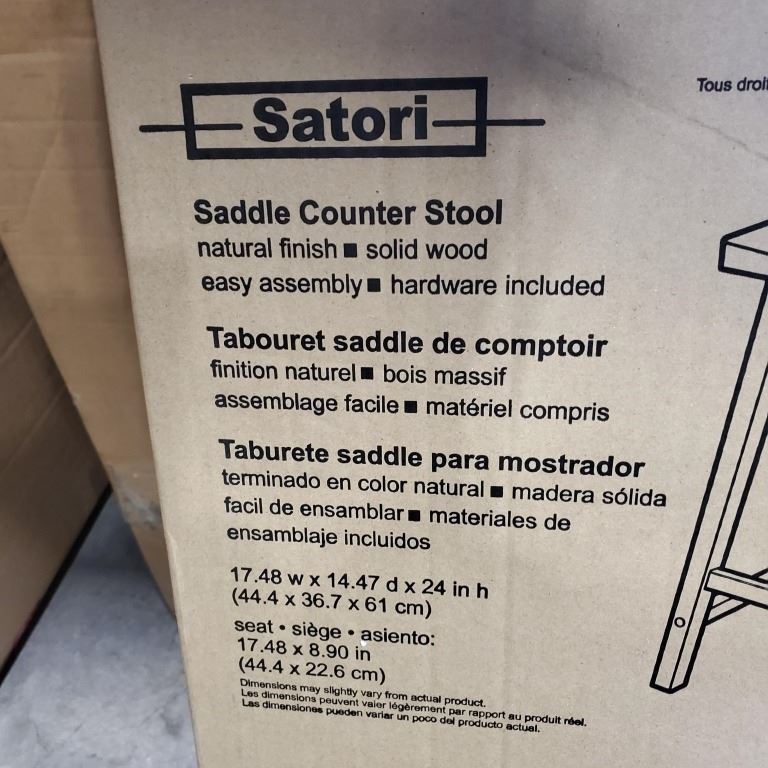 Satori
Tous droi
Saddle Counter Stool
natural finish ■ solid wood
easy assembly ■ hardware included
Tabouret saddle de comptoir
finition naturel ■ bois massif
assemblage facile ■ matériel compris
Taburete saddle para mostrador
terminado en color natural ■ madera sólida
facil de ensamblar ■ materiales de
ensamblaje incluidos
17.48 w x 14.47 d x 24 in h
(44.4 x 36.7 x 61 cm)
seat • siège • asiento:
17.48 x 8.90 in
(44.4 x 22.6 cm)
Dimensions may slightly vary from actual product.
Les dimensions peuvent vaier légèrement par rapport au produit réel.
Las dimensiones pueden variar un poco del producto actual.